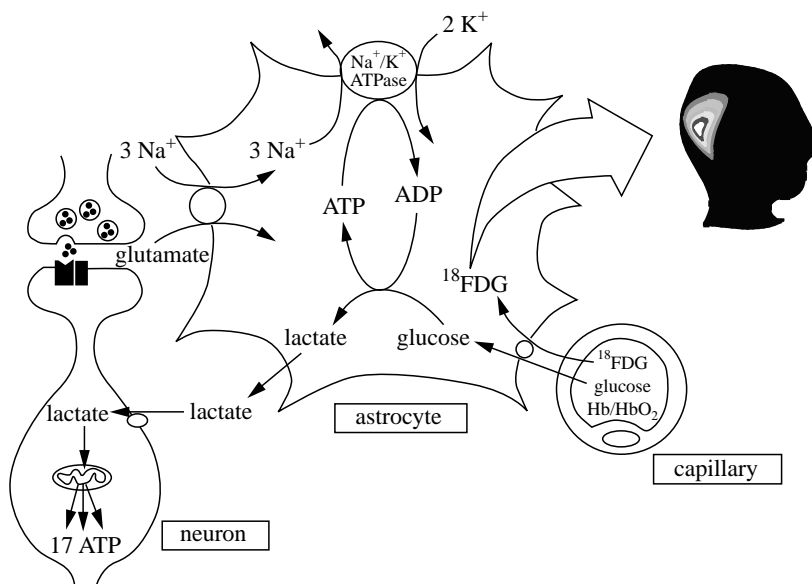 2 K⁺
Na⁺/K⁺
ATPase
3 Na⁺
3 Na⁺
ATP
ADP
glutamate
¹⁸FDG
lactate
glucose
¹⁸FDG
glucose
Hb/HbO₂
lactate
lactate
astrocyte
capillary
neuron
17 ATP